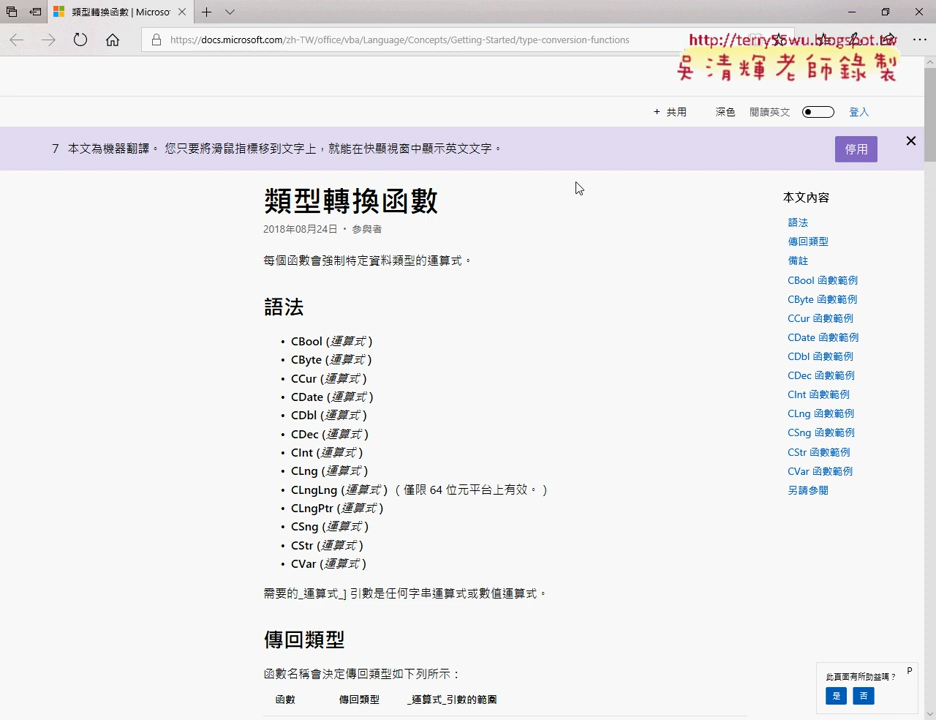 類型轉換函數 | Microso
https://docs.microsoft.com/zh-TW/office/vba/Language/Concepts/Getting-Started/type-conversion-functions
吳清輝老師錄製
+ 共用 深色 閱讀英文 登入
7 本文為機器翻譯。 您只要將滑鼠指標移到文字上，就能在快顯視窗中顯示英文文字。 停用
類型轉換函數
2018年08月24日 • 參與者
每個函數會強制特定資料類型的運算式。
語法
• CBool (運算式)
• CByte (運算式)
• CCur (運算式)
• CDate (運算式)
• CDbl (運算式)
• CDec (運算式)
• CInt (運算式)
• CLng (運算式)
• CLngLng (運算式)（僅限 64 位元平台上有效。）
• CLngPtr (運算式)
• CSng (運算式)
• CStr (運算式)
• CVar (運算式)
需要的_運算式_] 引數是任何字串運算式或數值運算式。
傳回類型
函數名稱會決定傳回類型如下列所示：
函數 傳回類型 _運算式_引數的範圍
本文內容
語法
傳回類型
備註
CBool 函數範例
CByte 函數範例
CCur 函數範例
CDate 函數範例
CDbl 函數範例
CDec 函數範例
CInt 函數範例
CLng 函數範例
CSng 函數範例
CStr 函數範例
CVar 函數範例
另請參閱
此頁面有所助益嗎？
是 否